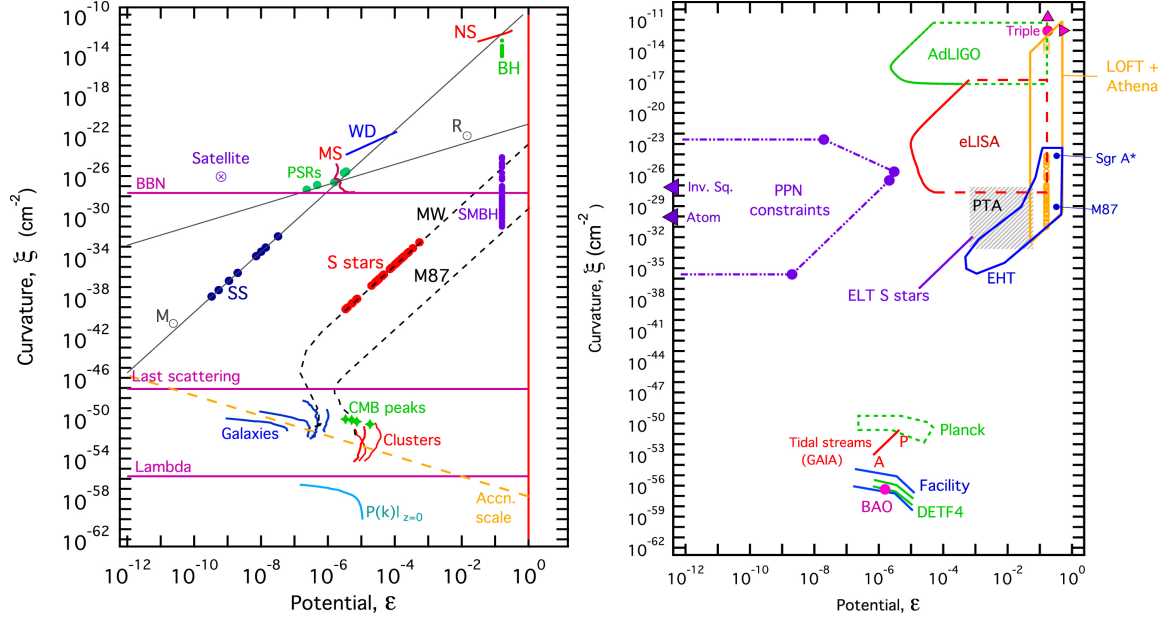 10^-10
10^-14
10^-18
10^-22
10^-26
10^-30
10^-34
10^-38
10^-42
10^-46
10^-50
10^-54
10^-58
10^-62
Curvature, ξ (cm^-2)
10^-12
10^-10
10^-8
10^-6
10^-4
10^-2
10^0
Potential, ε
NS
BH
WD
R⊙
MS
Satellite
PSRs
BBN
MW
SMBH
S stars
M87
SS
M⊙
Last scattering
CMB peaks
Galaxies
Clusters
Lambda
Accn.
scale
P(k)|z=0
10^-11
10^-14
10^-17
10^-20
10^-23
10^-26
10^-29
10^-32
10^-35
10^-38
10^-41
10^-44
10^-47
10^-50
10^-53
10^-56
10^-59
10^-62
Curvature, ξ (cm^-2)
10^-12
10^-10
10^-8
10^-6
10^-4
10^-2
10^0
Potential, ε
Triple
AdLIGO
LOFT +
Athena
eLISA
Sgr A*
Inv. Sq.
PPN
constraints
PTA
M87
Atom
EHT
ELT S stars
Planck
Tidal streams
(GAIA)
P
A
Facility
BAO
DETF4